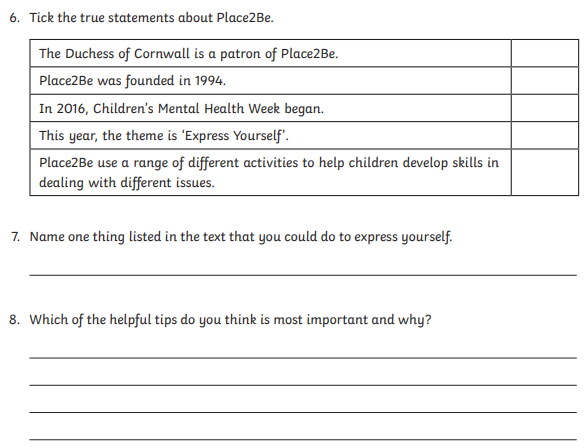 6. Tick the true statements about Place2Be.
The Duchess of Cornwall is a patron of Place2Be.
Place2Be was founded in 1994.
In 2016, Children's Mental Health Week began.
This year, the theme is 'Express Yourself'.
Place2Be use a range of different activities to help children develop skills in
dealing with different issues.
7. Name one thing listed in the text that you could do to express yourself.
8. Which of the helpful tips do you think is most important and why?